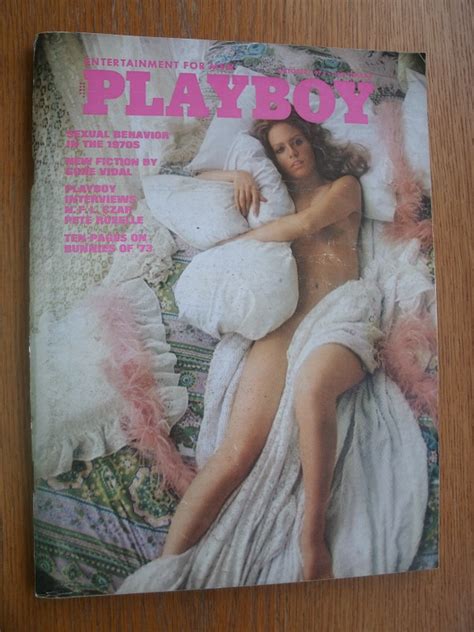 ENTERTAINMENT FOR MEN
PLAYBOY
SEXUAL BEHAVIOR
IN THE 1970S
NEW FICTION BY
GORE VIDAL
PLAYBOY
INTERVIEWS
N.F.L. CZAR
PETE ROZELLE
TEN PAGES ON
BUNNIES OF '73